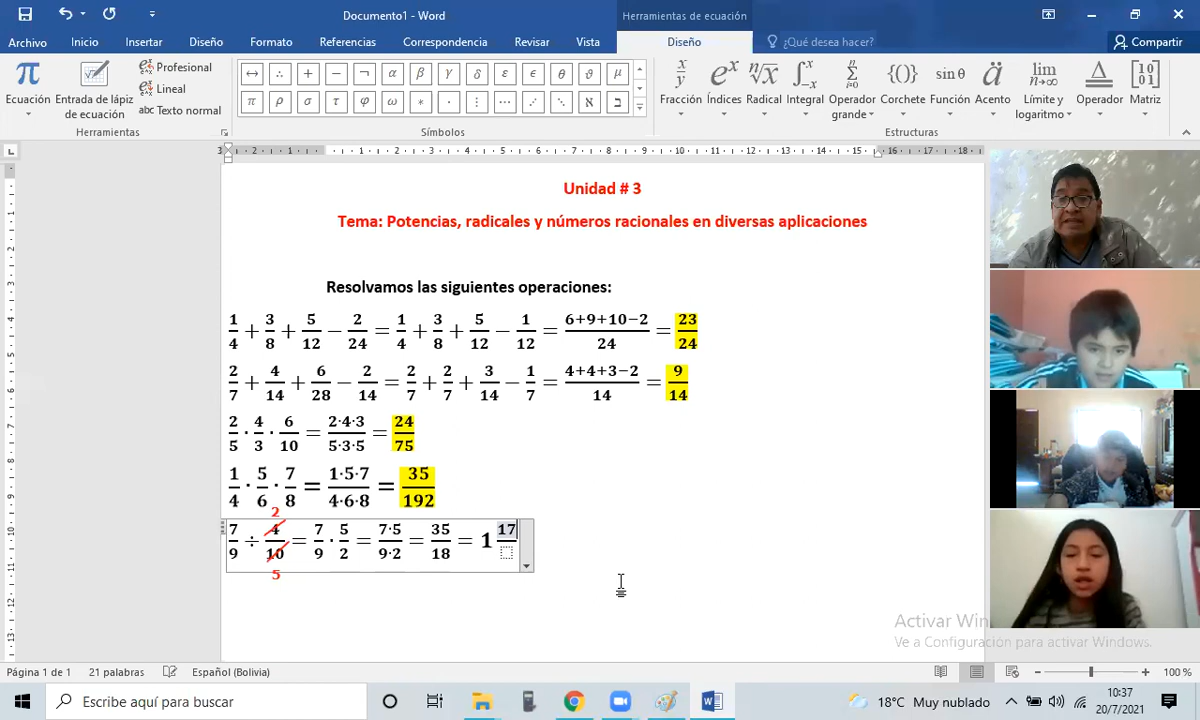 Documento1 - Word
Herramientas de ecuación
Archivo Inicio Insertar Diseño Formato Referencias Correspondencia Revisar Vista Diseño ¿Qué desea hacer? Compartir
π Ecuación
Entrada de lápiz de ecuación
Profesional
Lineal
abc Texto normal
Herramientas
↔ ∴ + − ¬ α β γ δ ε ϵ θ ϑ μ
π ρ σ τ φ ω * · ⋮ ⋯ ⋰ ⋱ ℵ ℶ
Símbolos
Fracción Índices Radical Integral Operador grande Corchete Función Acento Límite y logaritmo Operador Matriz
Estructuras
Unidad # 3
Tema: Potencias, radicales y números racionales en diversas aplicaciones
Resolvamos las siguientes operaciones:
1/4 + 3/8 + 5/12 − 2/24 = 1/4 + 3/8 + 5/12 − 1/12 = (6+9+10−2)/24 = 23/24
2/7 + 4/14 + 6/28 − 2/14 = 2/7 + 2/7 + 3/14 − 1/7 = (4+4+3−2)/14 = 9/14
2/5 · 4/3 · 6/10 = (2·4·3)/(5·3·5) = 24/75
1/4 · 5/6 · 7/8 = (1·5·7)/(4·6·8) = 35/192
2
7/9 ÷ 4/10 = 7/9 · 5/2 = (7·5)/(9·2) = 35/18 = 1 17/
5
Activar Win
Ve a Configuración para activar Windows.
Página 1 de 1 21 palabras Español (Bolivia) 100 %
Escribe aquí para buscar
18°C Muy nublado
10:37
20/7/2021